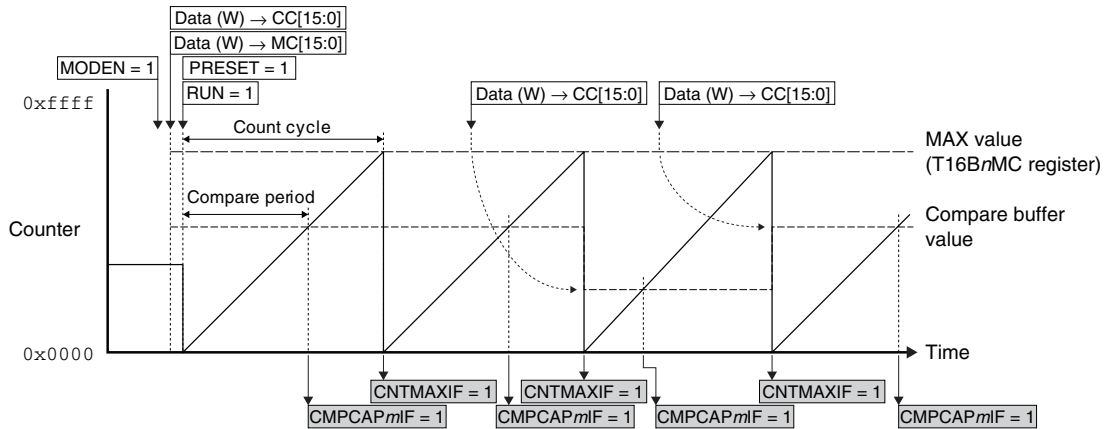 Data (W) → CC[15:0]
Data (W) → MC[15:0]
MODEN = 1
PRESET = 1
RUN = 1
Data (W) → CC[15:0]
Data (W) → CC[15:0]
0xffff
Count cycle
MAX value
(T16BnMC register)
Compare period
Compare buffer
value
Counter
0x0000
Time
CNTMAXIF = 1
CNTMAXIF = 1
CNTMAXIF = 1
CMPCAPmIF = 1
CMPCAPmIF = 1
CMPCAPmIF = 1
CMPCAPmIF = 1